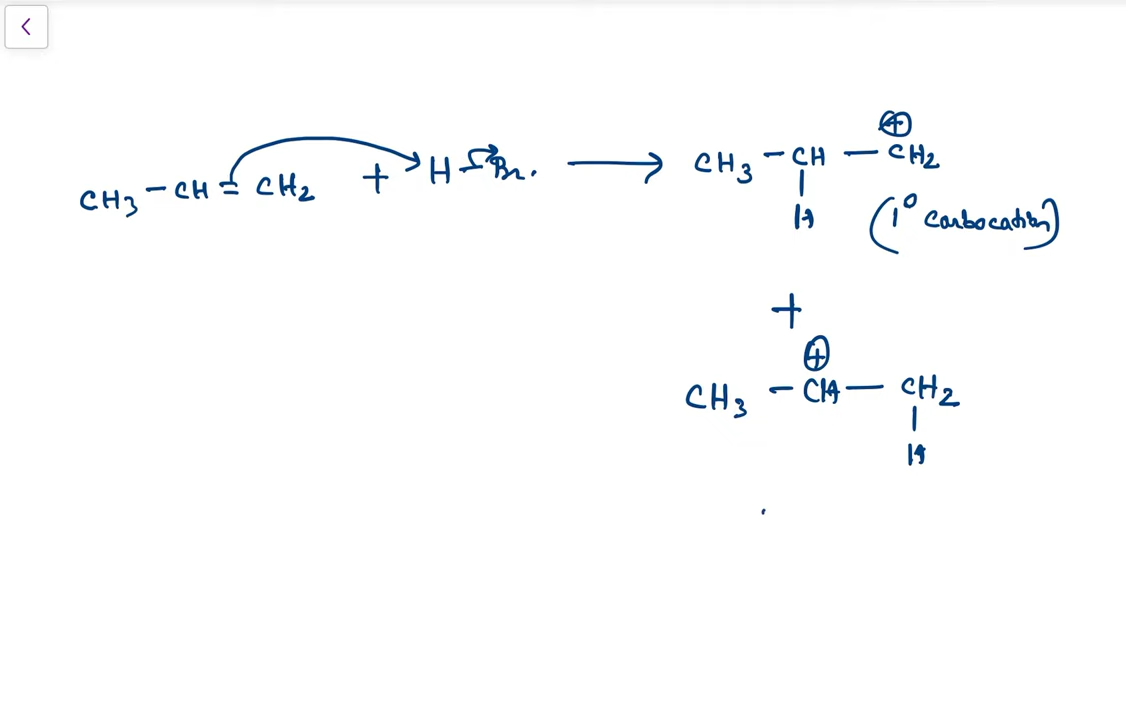 CH3 - CH = CH2 + H - Br. → CH3 - CH - CH2
⊕
|
H
(1° Carbocation)
+
⊕
CH3 - CH - CH2
|
H